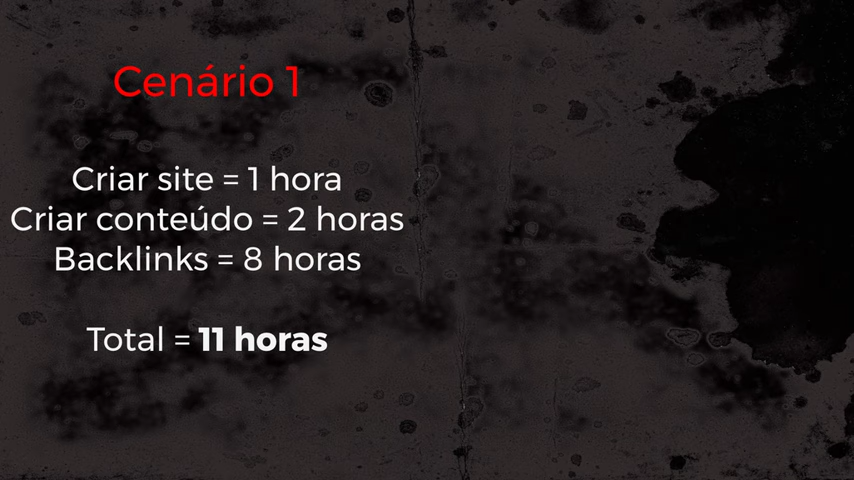 Cenário 1
Criar site = 1 hora
Criar conteúdo = 2 horas
Backlinks = 8 horas
Total = 11 horas